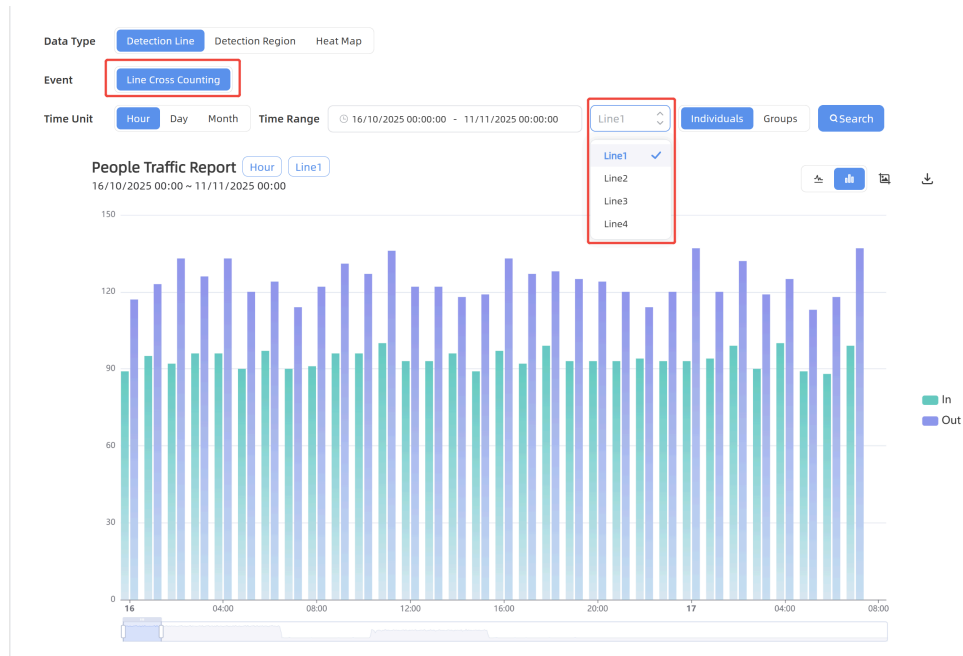 Data Type Detection Line Detection Region Heat Map
Event Line Cross Counting
Time Unit Hour Day Month Time Range 16/10/2025 00:00:00 - 11/11/2025 00:00:00 Line1 Individuals Groups Search
Line1
Line2
Line3
Line4
People Traffic Report Hour Line1
16/10/2025 00:00 ~ 11/11/2025 00:00
150
120
90
60
30
0
16 04:00 08:00 12:00 16:00 20:00 17 04:00 08:00
In
Out